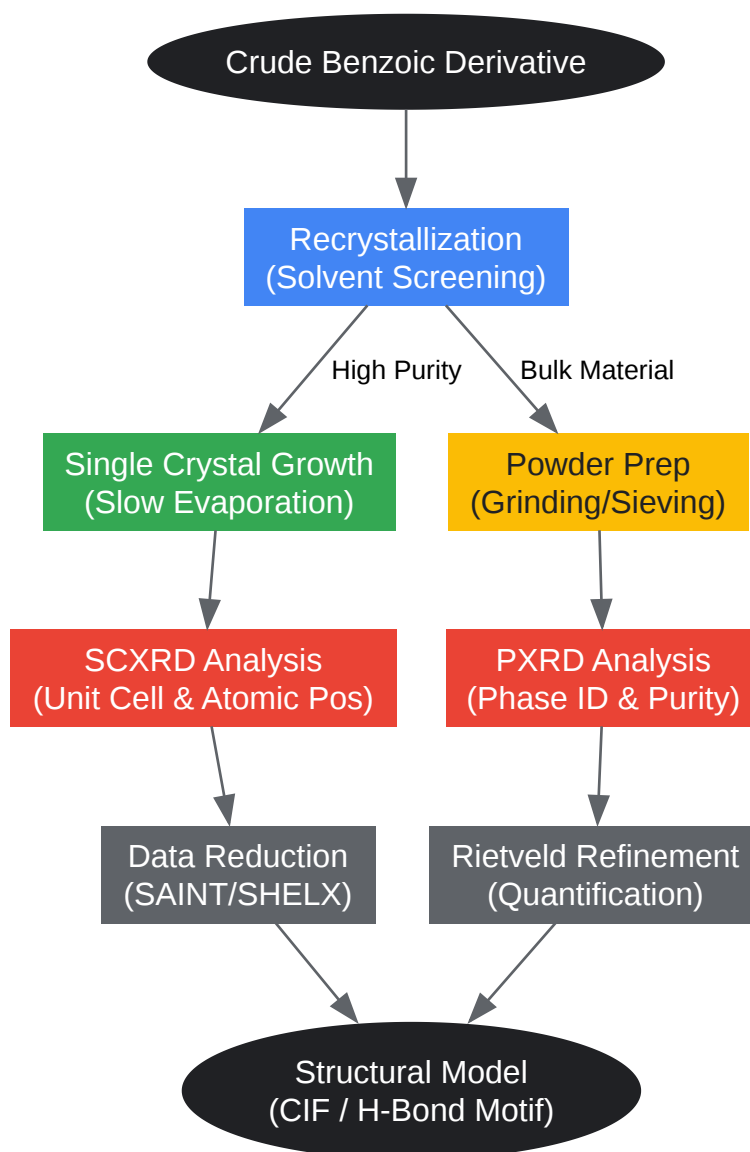 Crude Benzoic Derivative
Recrystallization
(Solvent Screening)
High Purity
Bulk Material
Single Crystal Growth
(Slow Evaporation)
Powder Prep
(Grinding/Sieving)
SCXRD Analysis
(Unit Cell & Atomic Pos)
PXRD Analysis
(Phase ID & Purity)
Data Reduction
(SAINT/SHELX)
Rietveld Refinement
(Quantification)
Structural Model
(CIF / H-Bond Motif)